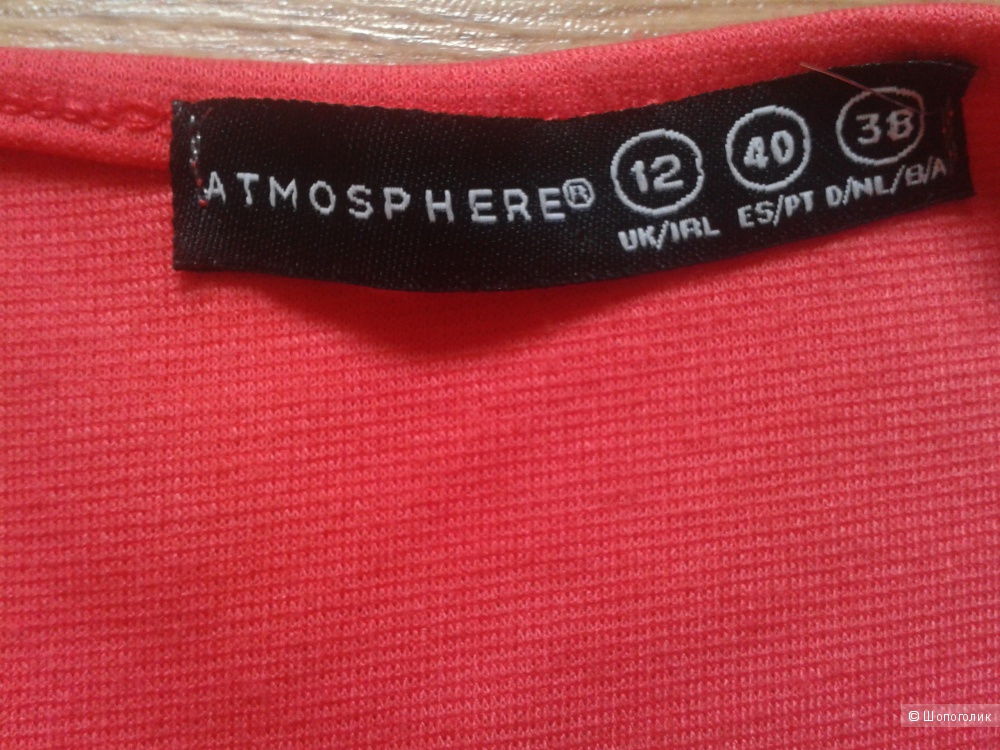 ATMOSPHERE® 12 40 38
UK/IRL ES/PT D/NL/B/A
© Шопоголик